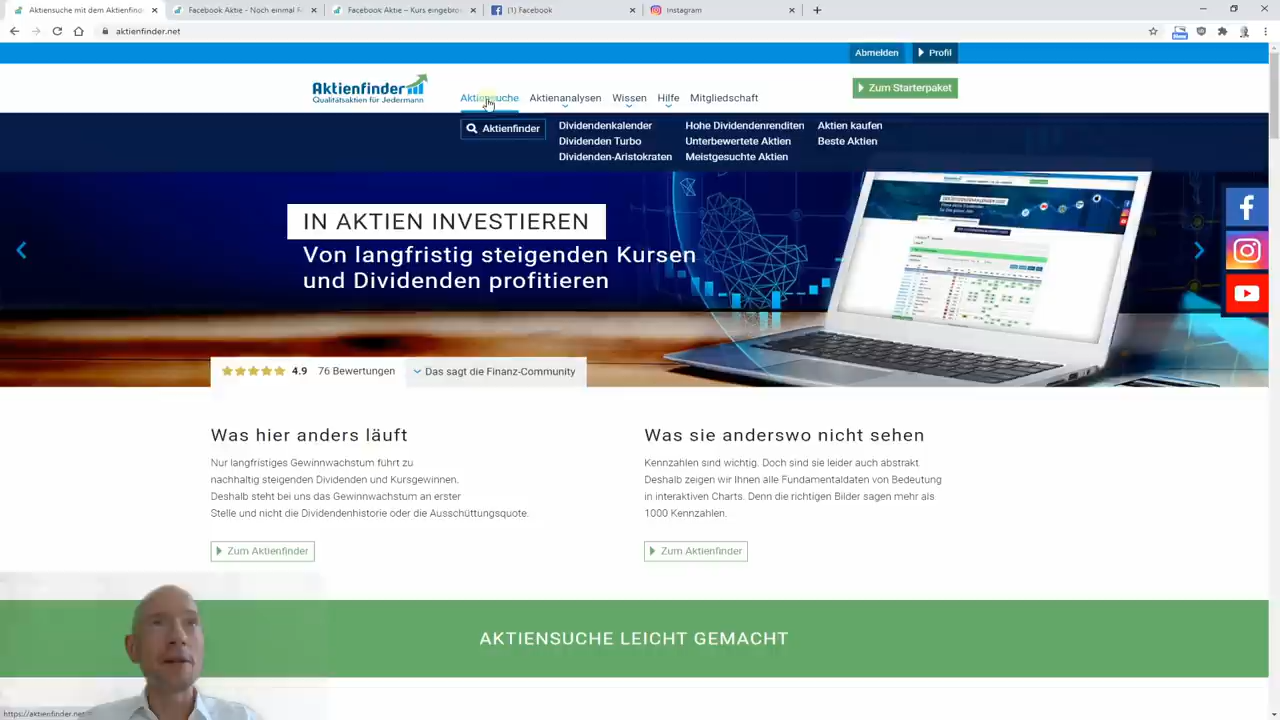 Aktiensuche mit dem Aktienfind
Facebook Aktie - Noch einmal F
Facebook Aktie – Kurs eingebro
(1) Facebook
Instagram
aktienfinder.net
Abmelden
Profil
Aktienfinder
Qualitätsaktien für Jedermann
Aktiensuche
Aktienanalysen
Wissen
Hilfe
Mitgliedschaft
Zum Starterpaket
Aktienfinder
Dividendenkalender
Hohe Dividendenrenditen
Aktien kaufen
Dividenden Turbo
Unterbewertete Aktien
Beste Aktien
Dividenden-Aristokraten
Meistgesuchte Aktien
IN AKTIEN INVESTIEREN
Von langfristig steigenden Kursen
und Dividenden profitieren
4.9 76 Bewertungen
Das sagt die Finanz-Community
Was hier anders läuft
Nur langfristiges Gewinnwachstum führt zu
nachhaltig steigenden Dividenden und Kursgewinnen.
Deshalb steht bei uns das Gewinnwachstum an erster
Stelle und nicht die Dividendenhistorie oder die Ausschüttungsquote.
Zum Aktienfinder
Was sie anderswo nicht sehen
Kennzahlen sind wichtig. Doch sind sie leider auch abstrakt.
Deshalb zeigen wir Ihnen alle Fundamentaldaten von Bedeutung
in interaktiven Charts. Denn die richtigen Bilder sagen mehr als
1000 Kennzahlen.
Zum Aktienfinder
AKTIENSUCHE LEICHT GEMACHT
https://aktienfinder.net